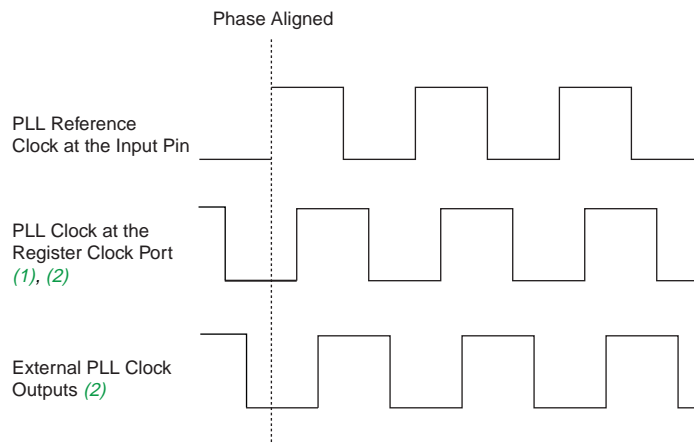 Phase Aligned
PLL Reference
Clock at the Input Pin
PLL Clock at the
Register Clock Port
(1), (2)
External PLL Clock
Outputs (2)